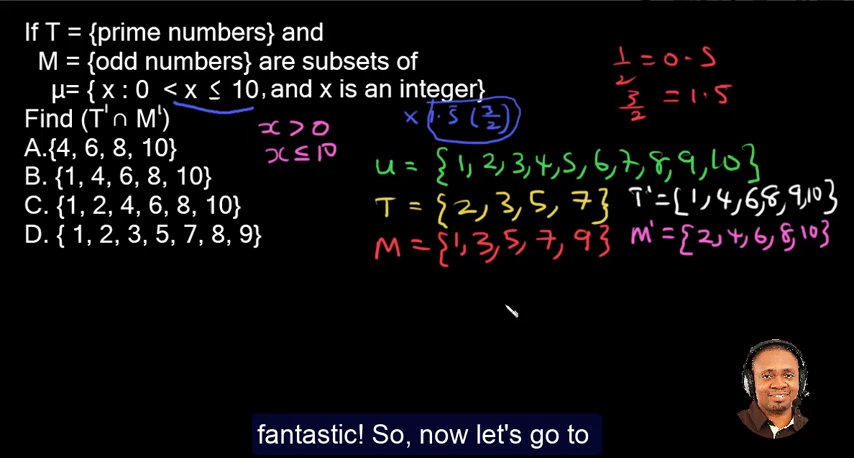 If T = {prime numbers} and
M = {odd numbers} are subsets of
μ= { x : 0 < x ≤ 10, and x is an integer}
Find (T' ∩ M')
A.{4, 6, 8, 10}
B. {1, 4, 6, 8, 10}
C. {1, 2, 4, 6, 8, 10}
D. { 1, 2, 3, 5, 7, 8, 9}
x > 0
x ≤ 10
1/2 = 0.5
3/2 = 1.5
x 1.5 (3/2)
u = {1, 2, 3, 4, 5, 6, 7, 8, 9, 10}
T = {2, 3, 5, 7} T' = {1, 4, 6, 8, 9, 10}
M = {1, 3, 5, 7, 9} M' = {2, 4, 6, 8, 10}
fantastic! So, now let's go to